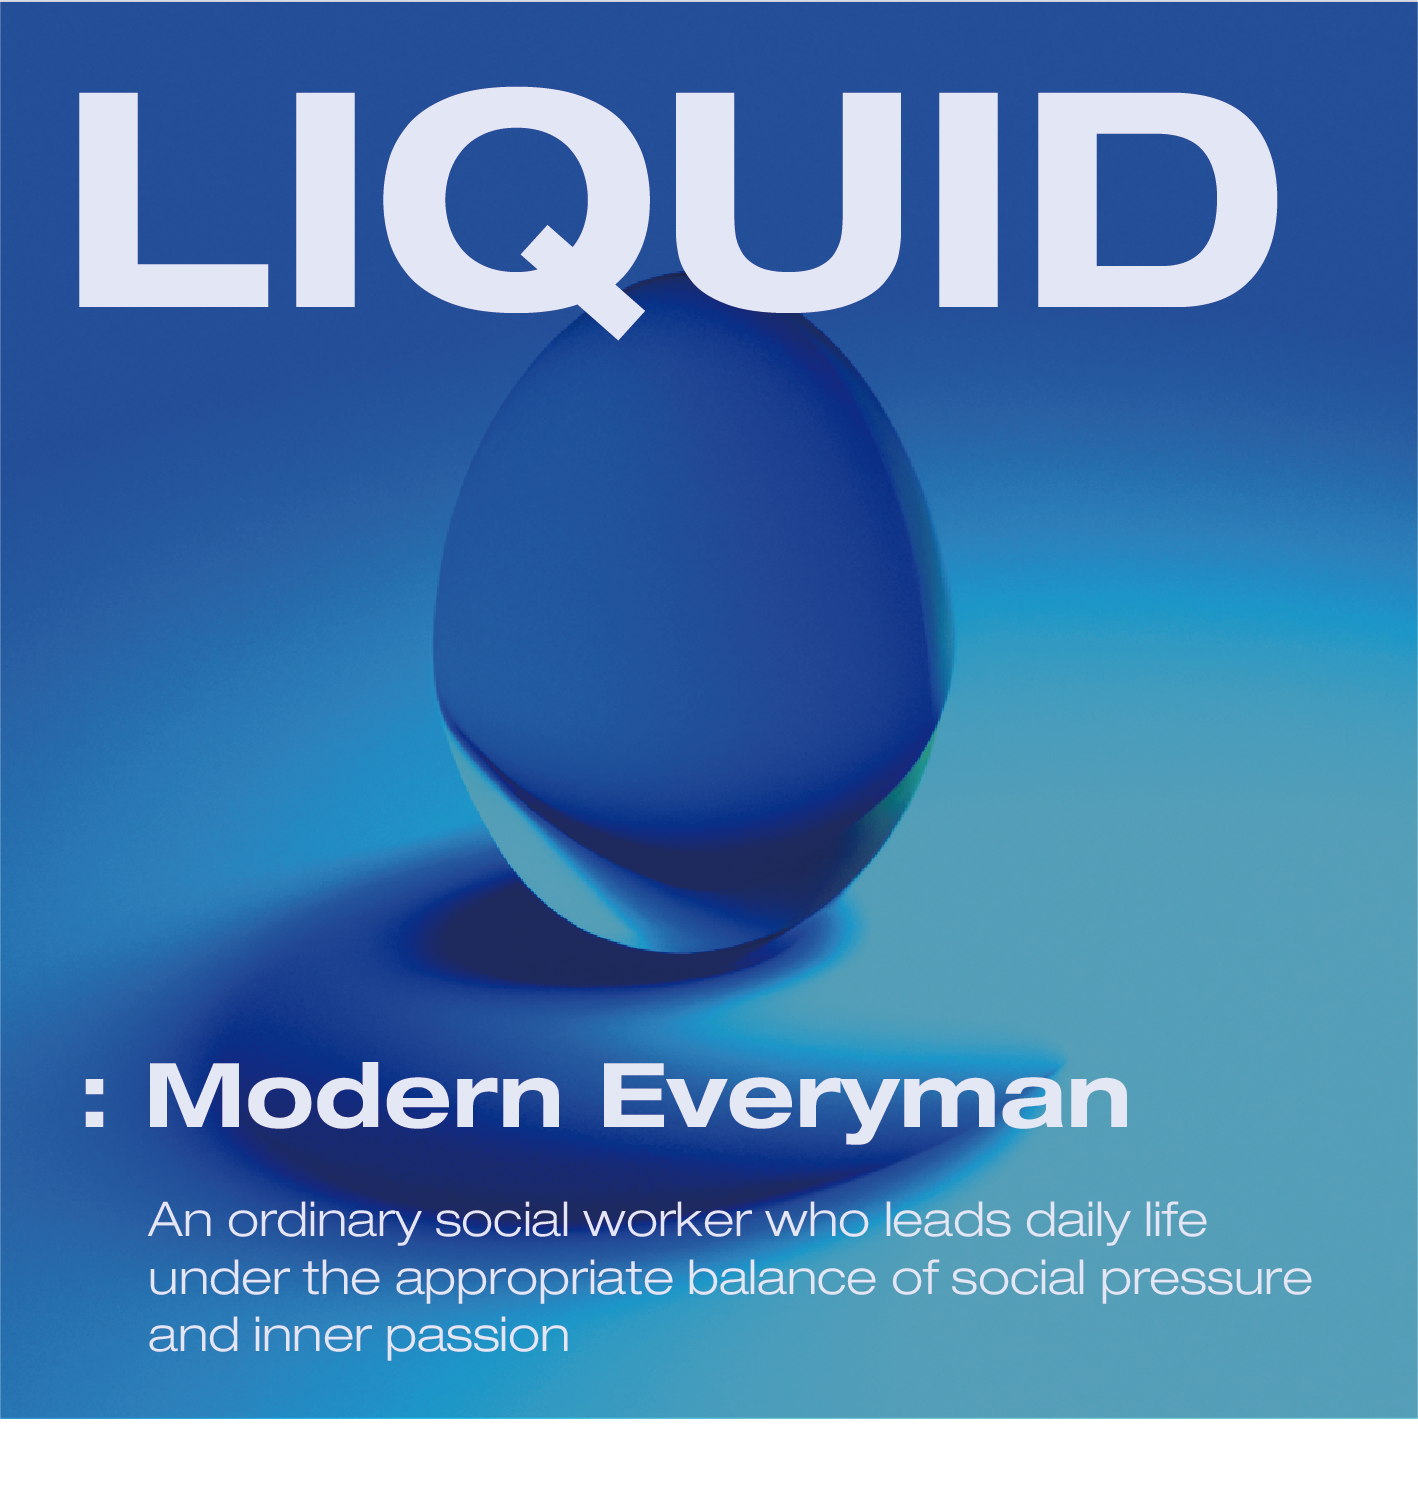 LIQUID
: Modern Everyman
An ordinary social worker who leads daily life
under the appropriate balance of social pressure
and inner passion